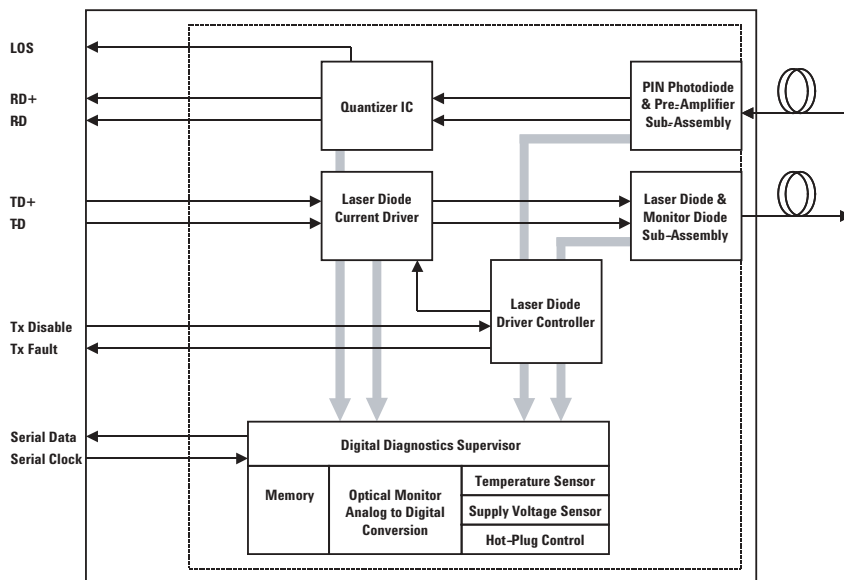 LOS
RD+
RD
Quantizer IC
PIN Photodiode
& Pre-Amplifier
Sub-Assembly
TD+
TD
Laser Diode
Current Driver
Laser Diode &
Monitor Diode
Sub-Assembly
Laser Diode
Driver Controller
Tx Disable
Tx Fault
Serial Data
Serial Clock
Digital Diagnostics Supervisor
Memory
Optical Monitor
Analog to Digital
Conversion
Temperature Sensor
Supply Voltage Sensor
Hot-Plug Control